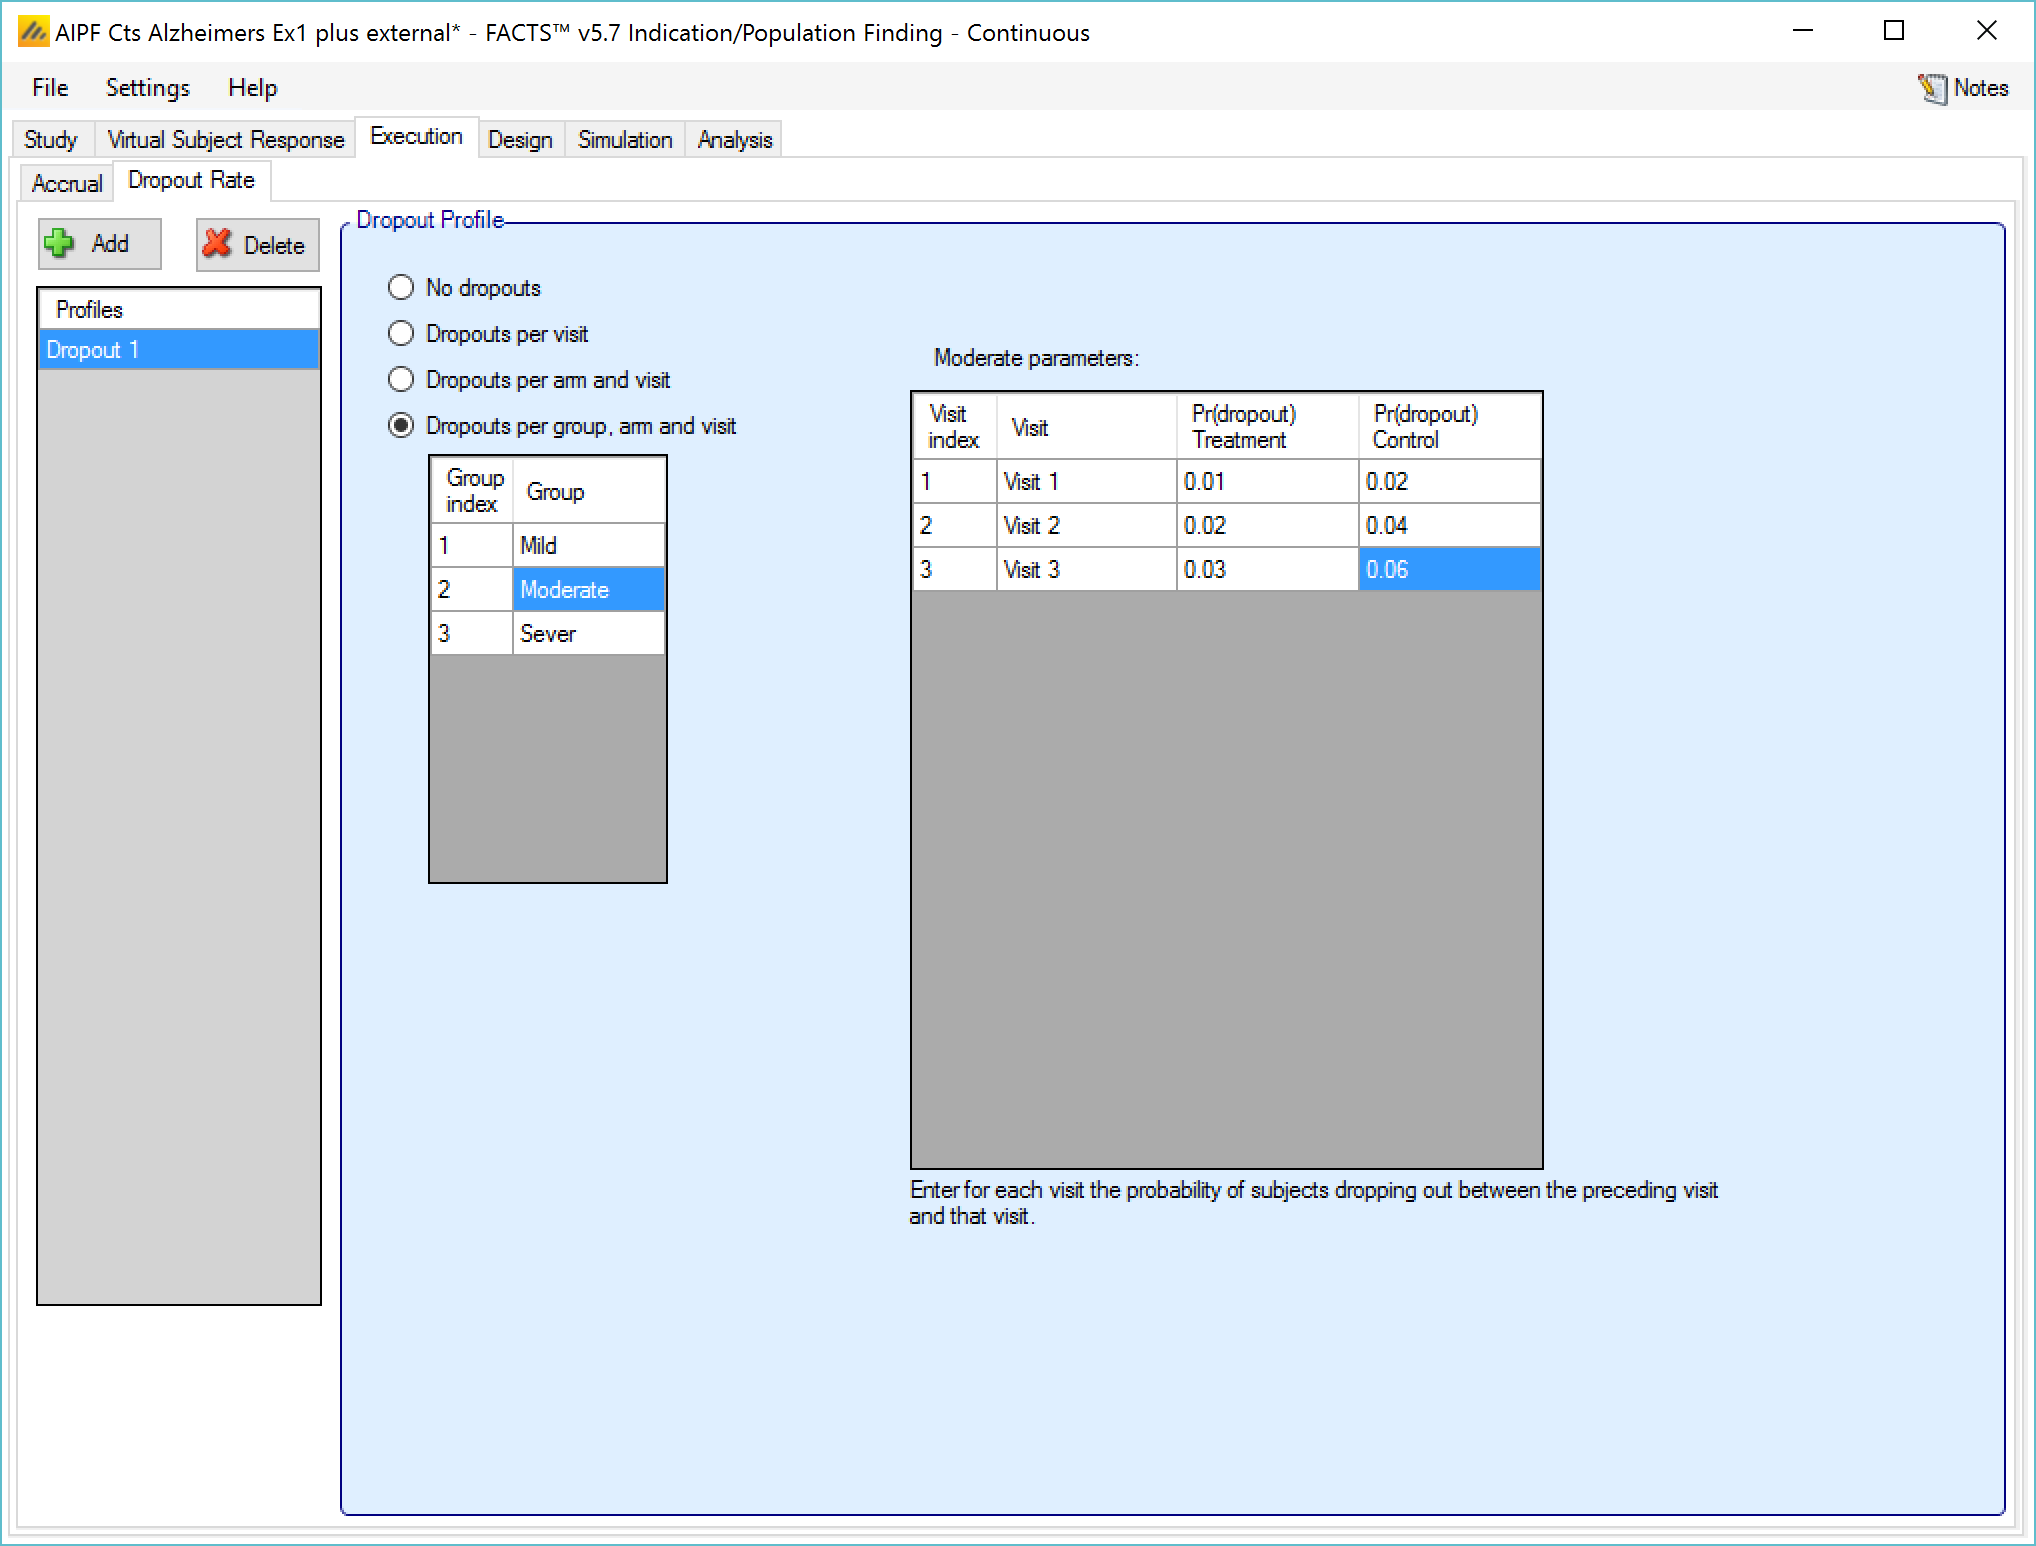 AIPF Cts Alzheimers Ex1 plus external* - FACTS™ v5.7 Indication/Population Finding - Continuous
File Settings Help Notes
Study Virtual Subject Response Execution Design Simulation Analysis
Accrual Dropout Rate
Add Delete
Profiles
Dropout 1
Dropout Profile
No dropouts
Dropouts per visit
Dropouts per arm and visit
Dropouts per group, arm and visit
Group index Group
1 Mild
2 Moderate
3 Sever
Moderate parameters:
Visit index Visit Pr(dropout) Treatment Pr(dropout) Control
1 Visit 1 0.01 0.02
2 Visit 2 0.02 0.04
3 Visit 3 0.03 0.06
Enter for each visit the probability of subjects dropping out between the preceding visit
and that visit.